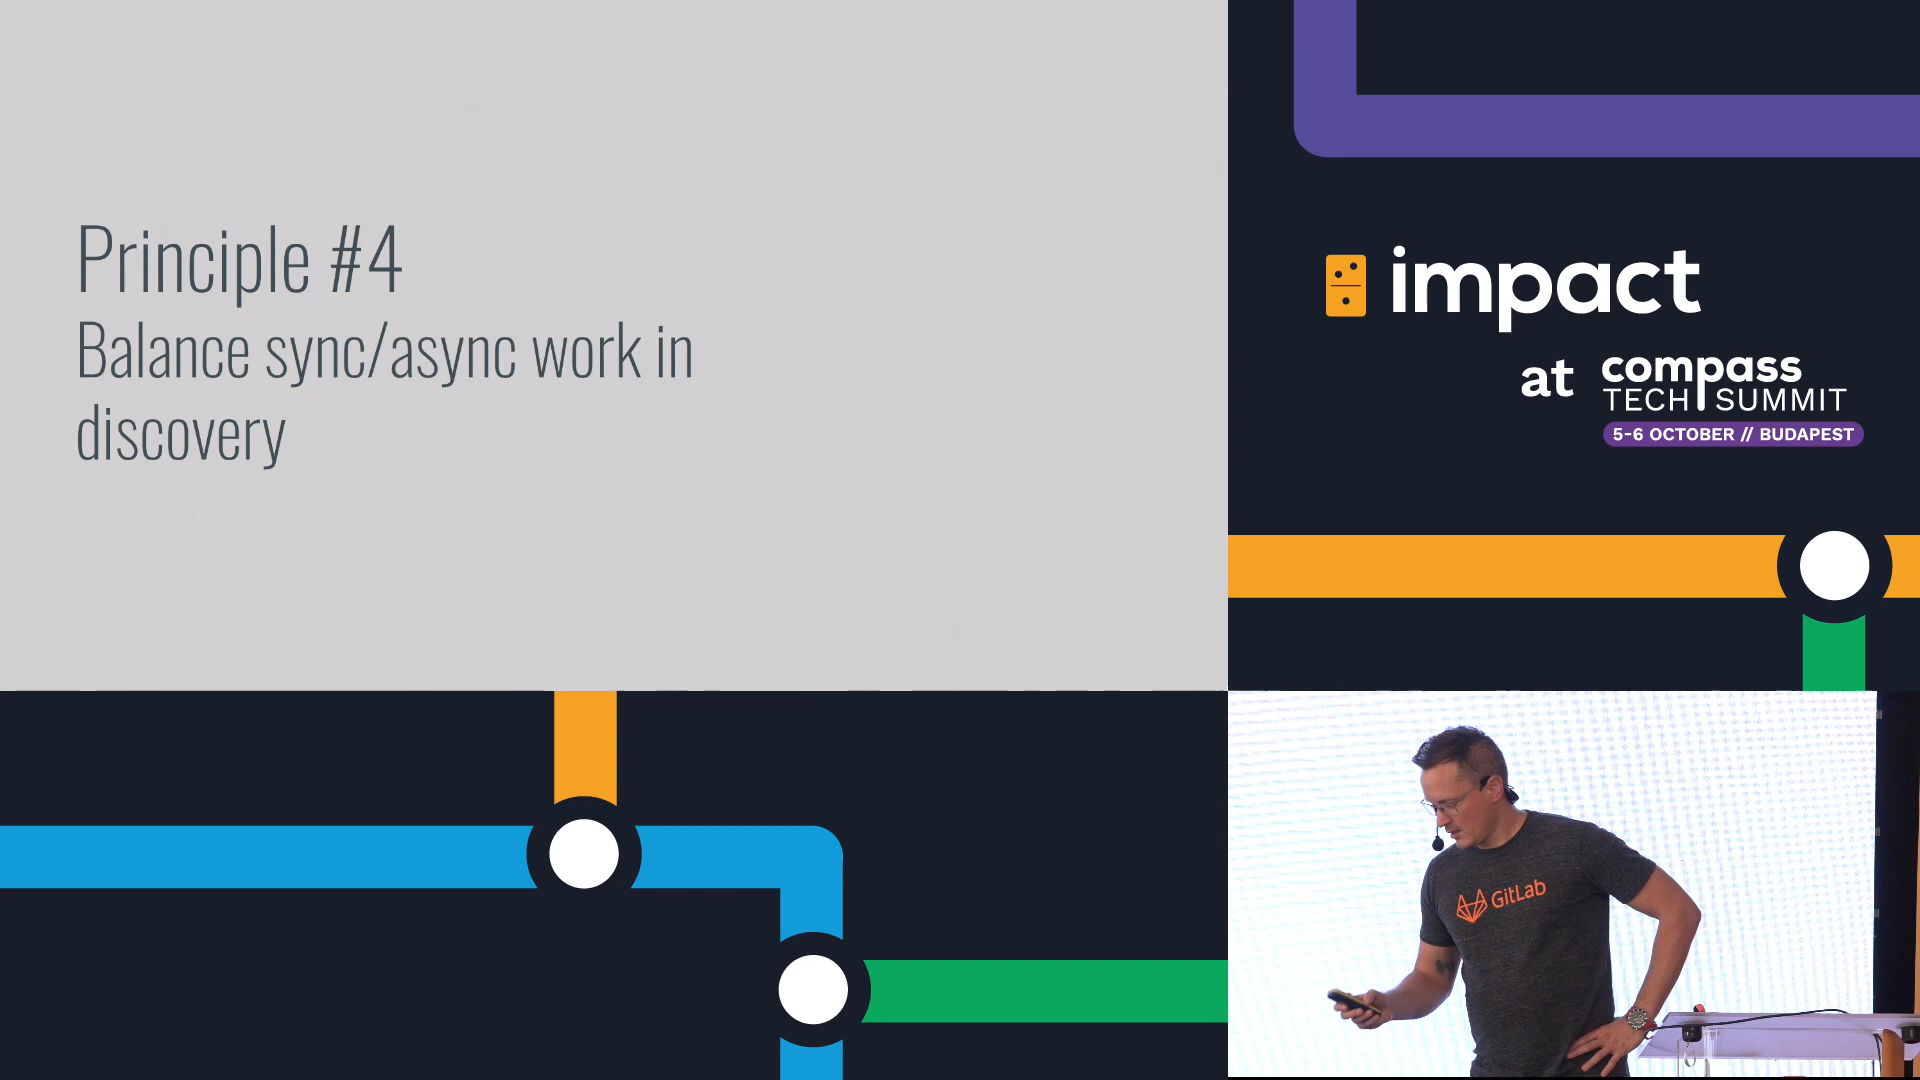 Principle #4
Balance sync/async work in
discovery
impact
at compass
TECH SUMMIT
5-6 OCTOBER // BUDAPEST
GitLab